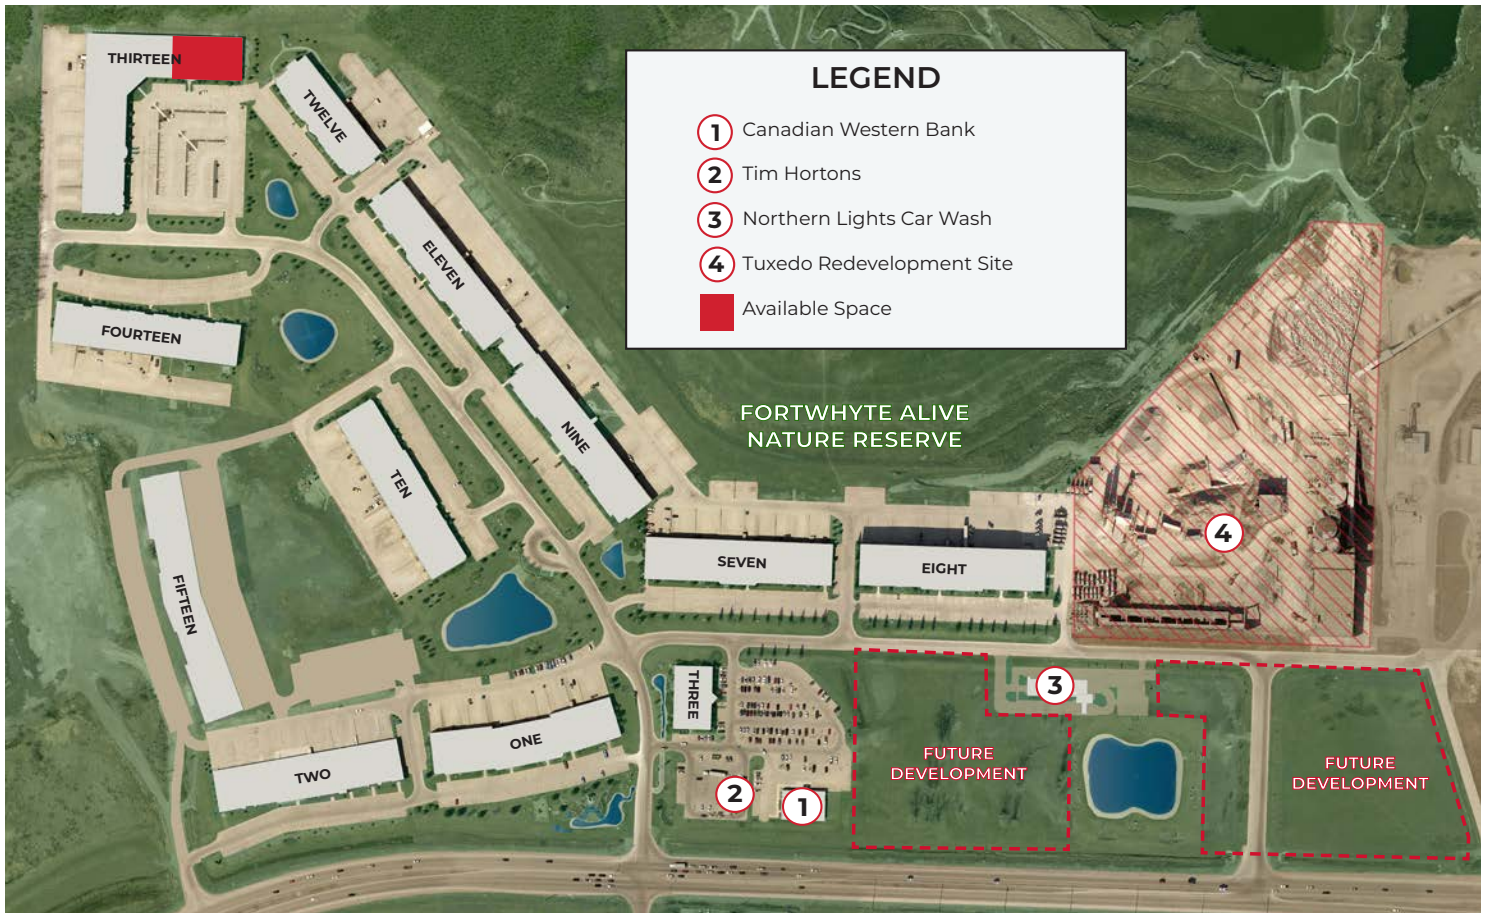 THIRTEEN
TWELVE
LEGEND
1 Canadian Western Bank
2 Tim Hortons
3 Northern Lights Car Wash
4 Tuxedo Redevelopment Site
Available Space
ELEVEN
FOURTEEN
FORTWHYTE ALIVE
NATURE RESERVE
NINE
TEN
4
SEVEN
EIGHT
FIFTEEN
THREE
3
ONE
TWO
FUTURE
DEVELOPMENT
FUTURE
DEVELOPMENT
2
1